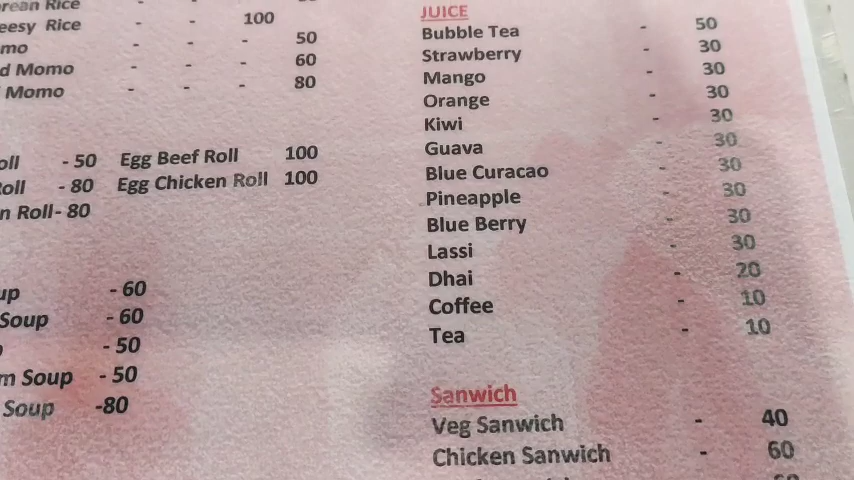 rean Rice - -
eesy Rice - - 100
mo - - - 50
d Momo - - - 60
Momo - - - 80
oll - 50 Egg Beef Roll 100
Roll - 80 Egg Chicken Roll 100
n Roll- 80
up - 60
Soup - 60
- 50
m Soup - 50
Soup -80
JUICE
Bubble Tea - 50
Strawberry - 30
Mango - 30
Orange - 30
Kiwi - 30
Guava - 30
Blue Curacao - 30
Pineapple - 30
Blue Berry - 30
Lassi - 30
Dhai - 20
Coffee - 10
Tea - 10
Sanwich
Veg Sanwich - 40
Chicken Sanwich - 60